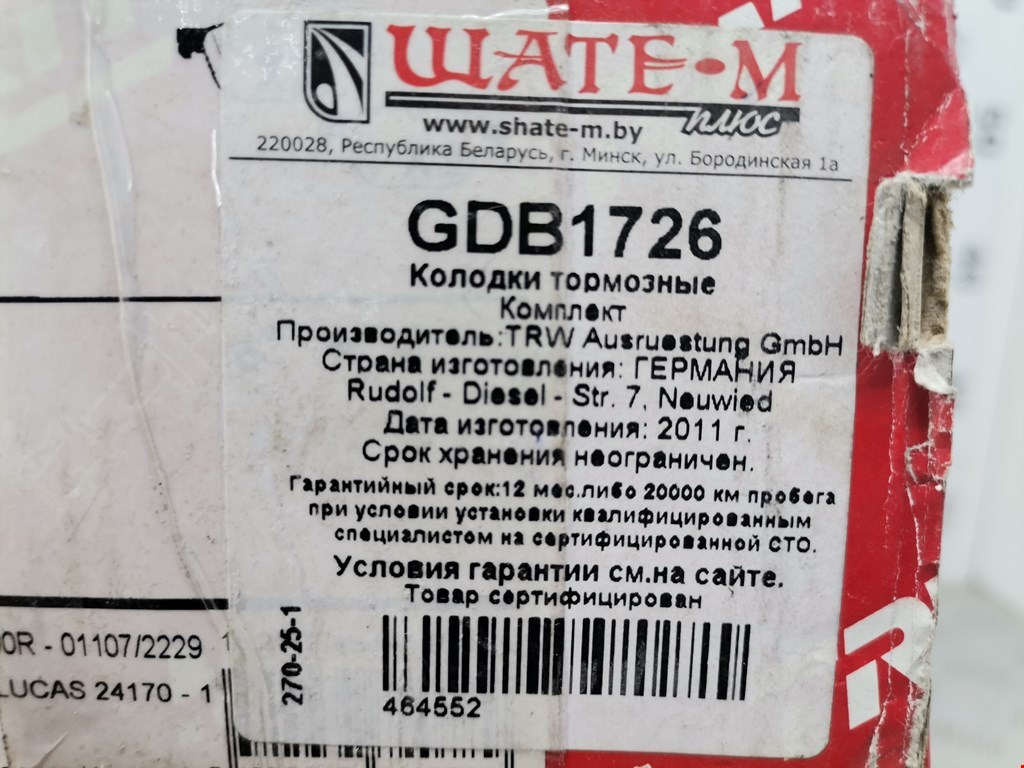 ШАТЕ-М
плюс
www.shate-m.by
220028, Республика Беларусь, г. Минск, ул. Бородинская 1а
GDB1726
Колодки тормозные
Комплект
Производитель:TRW Ausruestung GmbH
Страна изготовления: ГЕРМАНИЯ
Rudolf - Diesel - Str. 7, Neuwied
Дата изготовления: 2011 г.
Срок хранения неограничен.
Гарантийный срок:12 мес.либо 20000 км пробега
при условии установки квалифицированным
специалистом на сертифицированной СТО.
Условия гарантии см.на сайте.
Товар сертифицирован
270-25-1
464552
0R - 01107/2229
LUCAS 24170 - 1